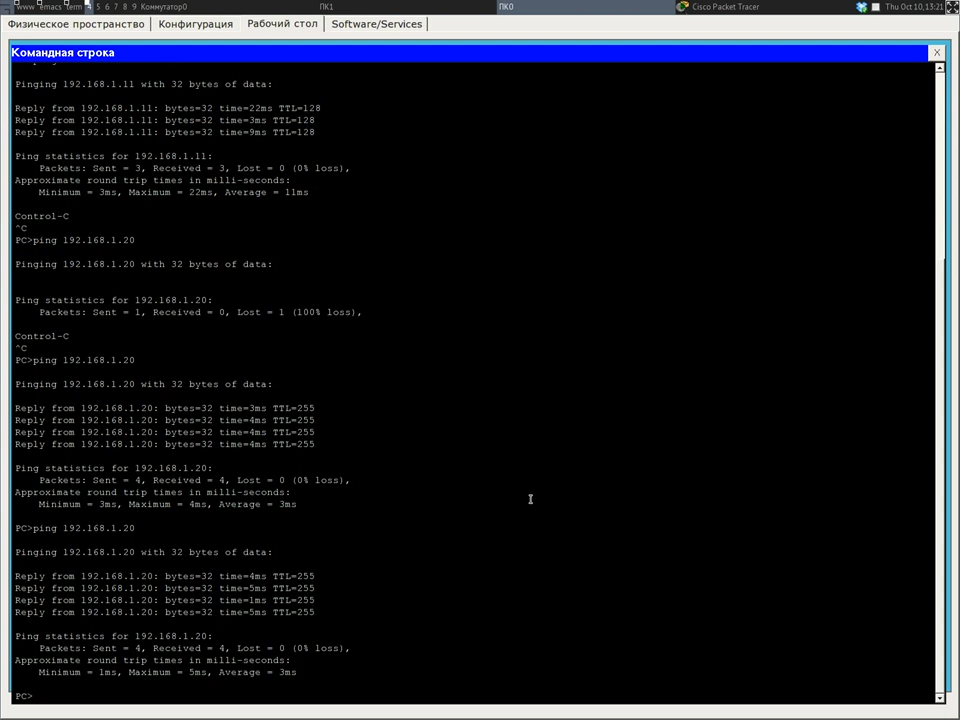 www emacs term 4 5 6 7 8 9 Коммутатор0 ПК1 ПК0 Cisco Packet Tracer Thu Oct 10, 13:21
Физическое пространство Конфигурация Рабочий стол Software/Services
Командная строка X
Pinging 192.168.1.11 with 32 bytes of data:
Reply from 192.168.1.11: bytes=32 time=22ms TTL=128
Reply from 192.168.1.11: bytes=32 time=3ms TTL=128
Reply from 192.168.1.11: bytes=32 time=9ms TTL=128
Ping statistics for 192.168.1.11:
Packets: Sent = 3, Received = 3, Lost = 0 (0% loss),
Approximate round trip times in milli-seconds:
Minimum = 3ms, Maximum = 22ms, Average = 11ms
Control-C
^C
PC>ping 192.168.1.20
Pinging 192.168.1.20 with 32 bytes of data:
Ping statistics for 192.168.1.20:
Packets: Sent = 1, Received = 0, Lost = 1 (100% loss),
Control-C
^C
PC>ping 192.168.1.20
Pinging 192.168.1.20 with 32 bytes of data:
Reply from 192.168.1.20: bytes=32 time=3ms TTL=255
Reply from 192.168.1.20: bytes=32 time=4ms TTL=255
Reply from 192.168.1.20: bytes=32 time=4ms TTL=255
Reply from 192.168.1.20: bytes=32 time=4ms TTL=255
Ping statistics for 192.168.1.20:
Packets: Sent = 4, Received = 4, Lost = 0 (0% loss),
Approximate round trip times in milli-seconds:
Minimum = 3ms, Maximum = 4ms, Average = 3ms
PC>ping 192.168.1.20
Pinging 192.168.1.20 with 32 bytes of data:
Reply from 192.168.1.20: bytes=32 time=4ms TTL=255
Reply from 192.168.1.20: bytes=32 time=5ms TTL=255
Reply from 192.168.1.20: bytes=32 time=1ms TTL=255
Reply from 192.168.1.20: bytes=32 time=5ms TTL=255
Ping statistics for 192.168.1.20:
Packets: Sent = 4, Received = 4, Lost = 0 (0% loss),
Approximate round trip times in milli-seconds:
Minimum = 1ms, Maximum = 5ms, Average = 3ms
PC>